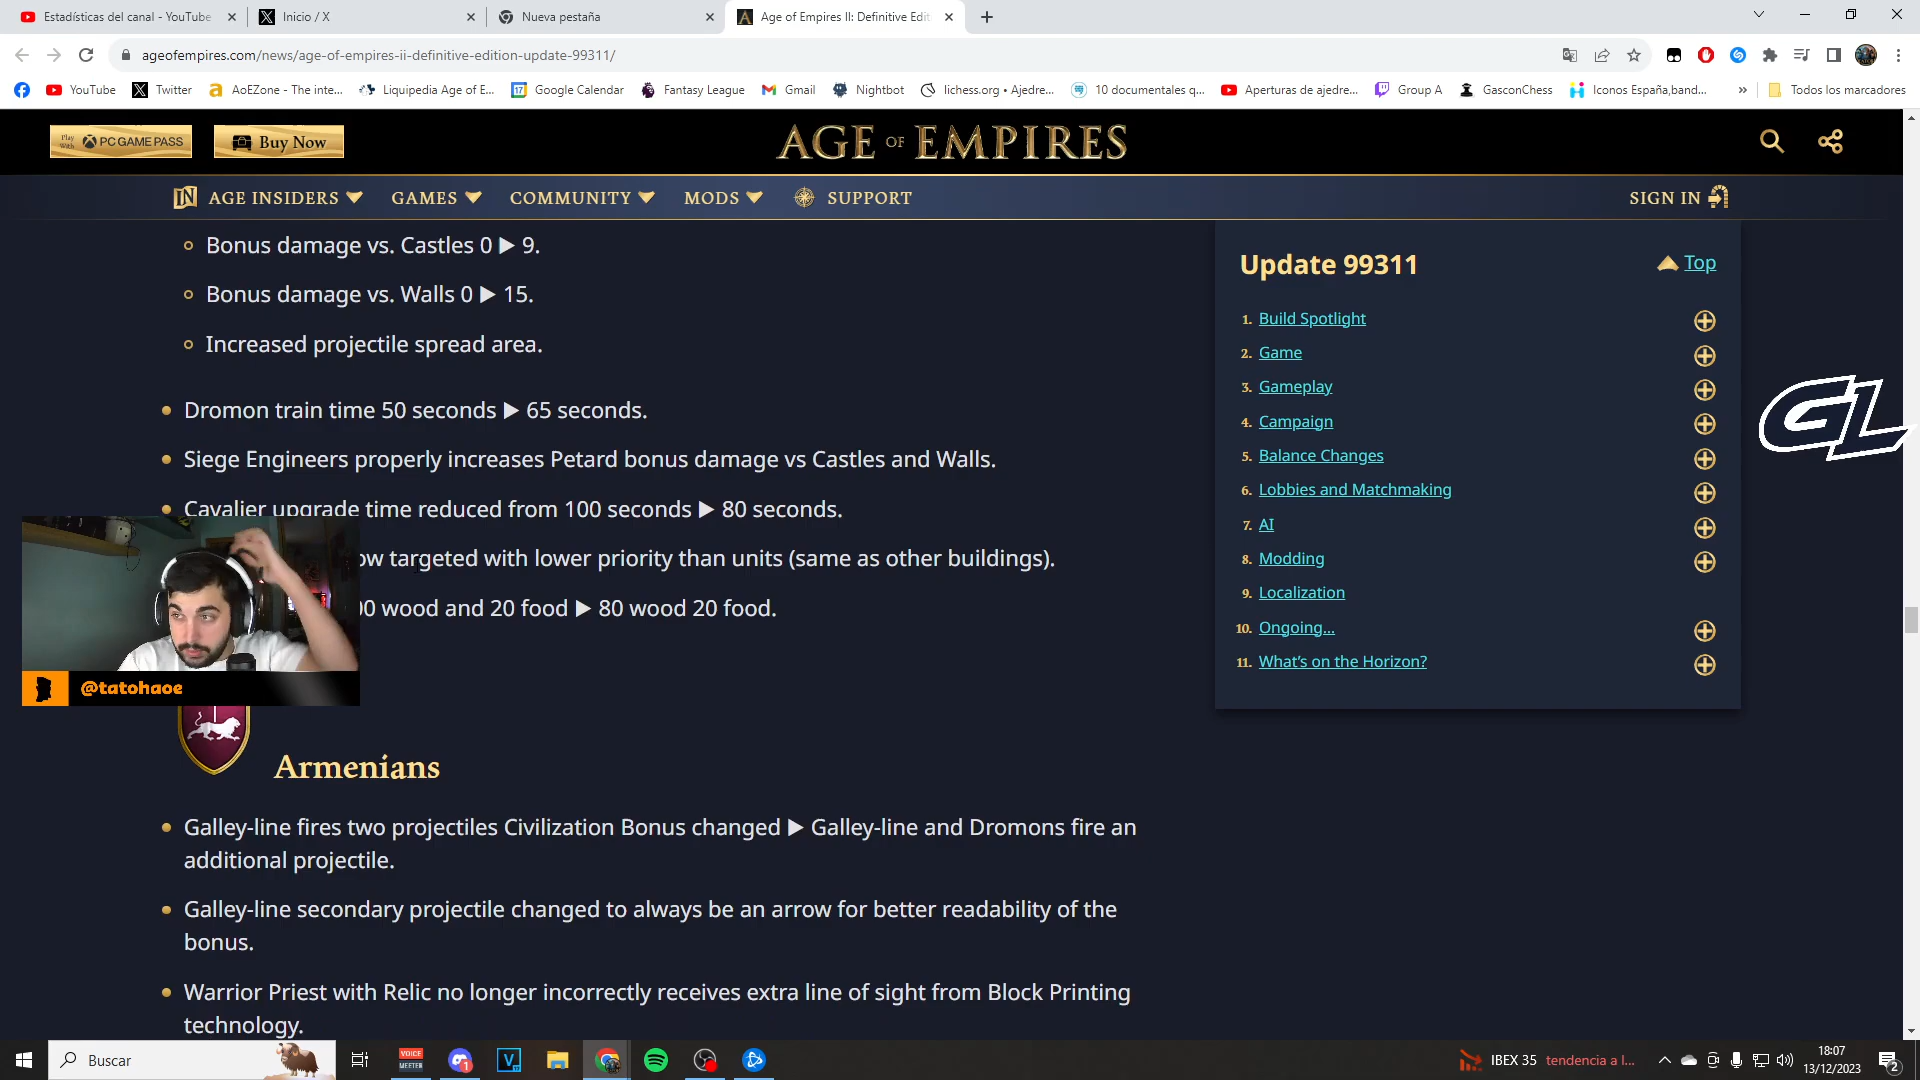 Estadísticas del canal - YouTube
Inicio / X
Nueva pestaña
Age of Empires II: Definitive Edit
ageofempires.com/news/age-of-empires-ii-definitive-edition-update-99311/
YouTube
Twitter
AoEZone - The inte...
Liquipedia Age of E...
Google Calendar
Fantasy League
Gmail
Nightbot
lichess.org • Ajedre...
10 documentales q...
Aperturas de ajedre...
Group A
GasconChess
Iconos España,band...
»
Todos los marcadores
Play With PC GAME PASS
Buy Now
AGE OF EMPIRES
AGE INSIDERS
GAMES
COMMUNITY
MODS
SUPPORT
SIGN IN
Bonus damage vs. Castles 0 ▶ 9.
Bonus damage vs. Walls 0 ▶ 15.
Increased projectile spread area.
Dromon train time 50 seconds ▶ 65 seconds.
Siege Engineers properly increases Petard bonus damage vs Castles and Walls.
Cavalier upgrade time reduced from 100 seconds ▶ 80 seconds.
ow targeted with lower priority than units (same as other buildings).
00 wood and 20 food ▶ 80 wood 20 food.
@tatohaoe
Armenians
Galley-line fires two projectiles Civilization Bonus changed ▶ Galley-line and Dromons fire an
additional projectile.
Galley-line secondary projectile changed to always be an arrow for better readability of the
bonus.
Warrior Priest with Relic no longer incorrectly receives extra line of sight from Block Printing
technology.
Update 99311
Top
1. Build Spotlight
2. Game
3. Gameplay
4. Campaign
5. Balance Changes
6. Lobbies and Matchmaking
7. AI
8. Modding
9. Localization
10. Ongoing...
11. What's on the Horizon?
GL
Buscar
VOICE MEETER
IBEX 35 tendencia a l...
18:07
13/12/2023
2